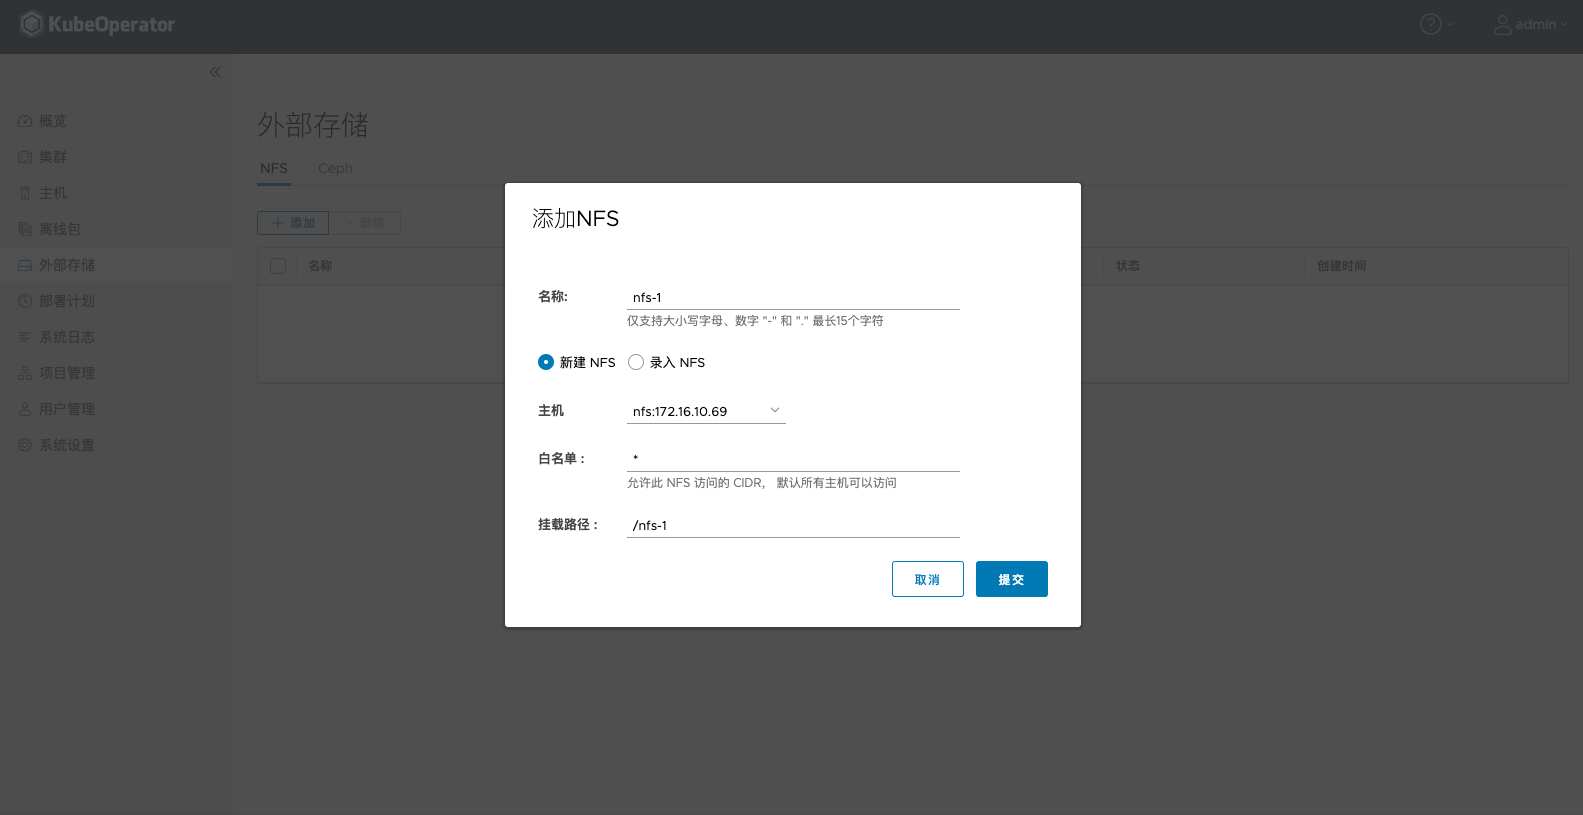 KubeOperator
admin
概览
集群
主机
离线包
外部存储
部署计划
系统日志
项目管理
用户管理
系统设置
外部存储
NFS Ceph
+ 添加 删除
名称 状态 创建时间
添加NFS
名称: nfs-1
仅支持大小写字母、数字 "-" 和 "." 最长15个字符
新建 NFS 录入 NFS
主机 nfs:172.16.10.69
白名单： *
允许此 NFS 访问的 CIDR， 默认所有主机可以访问
挂载路径： /nfs-1
取消 提交